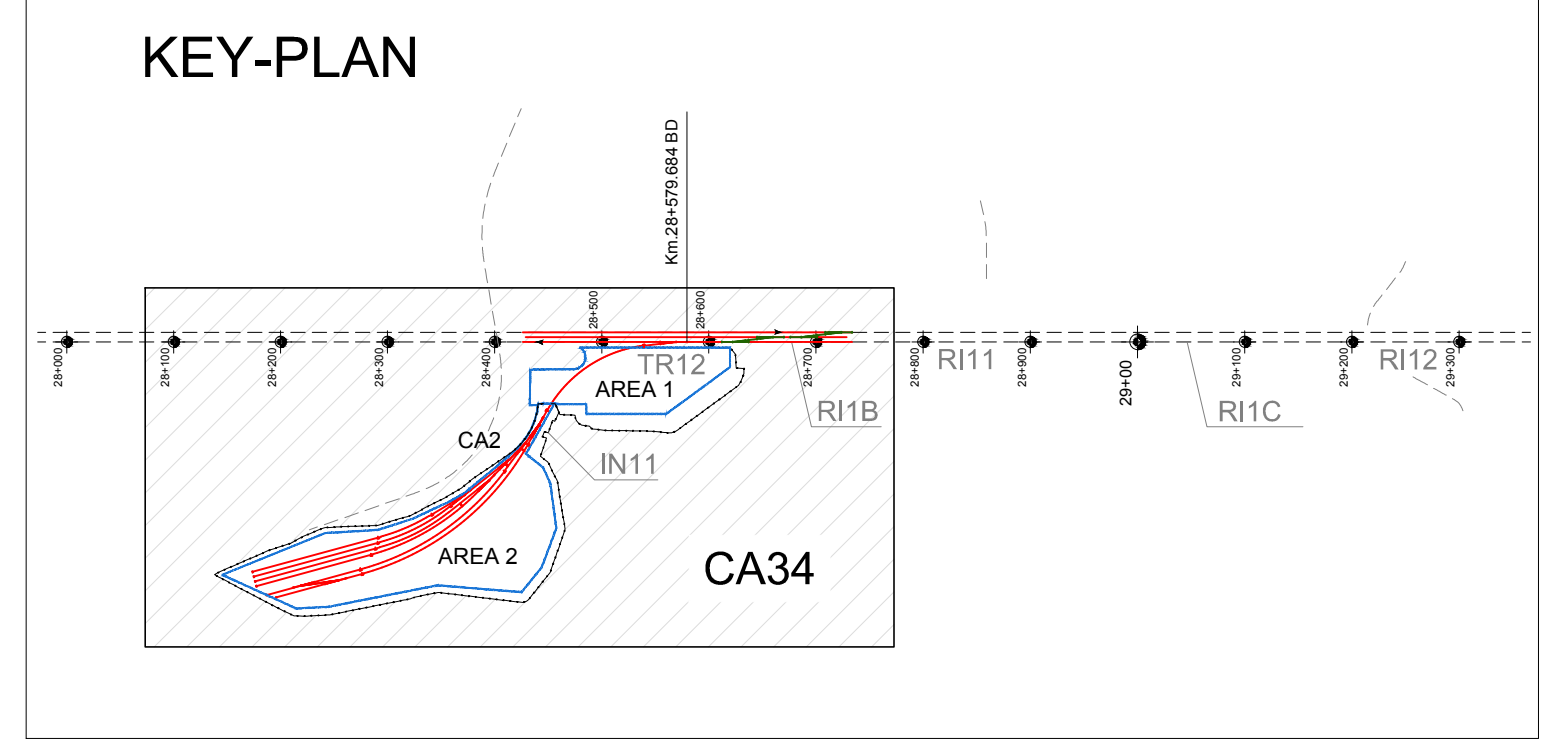 KEY-PLAN
Km.28+579.684 BD
28+000
28+100
28+200
28+300
28+400
28+500
28+600
28+700
28+800
28+900
29+00
29+100
29+200
29+300
TR12
RI11
RI12
AREA 1
RI1B
RI1C
CA2
IN11
AREA 2
CA34